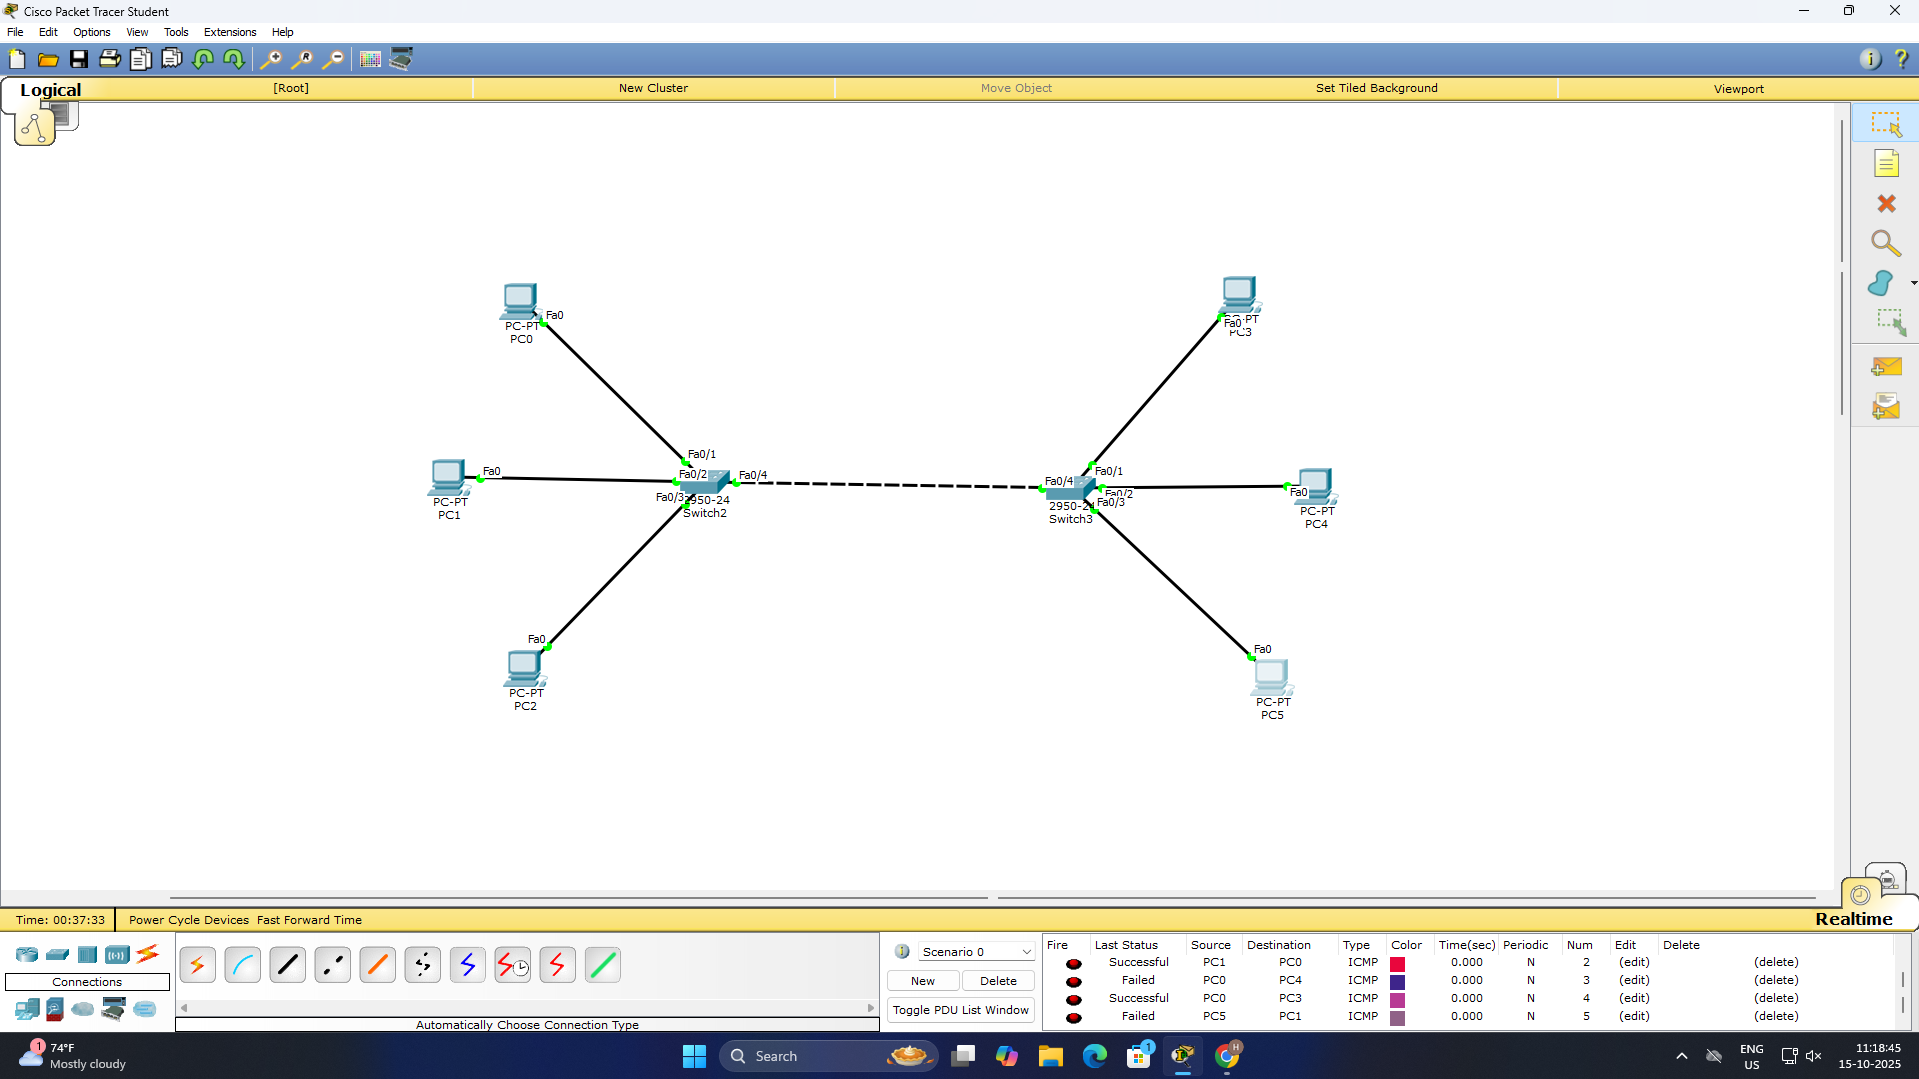 Cisco Packet Tracer Student
File Edit Options View Tools Extensions Help
Logical [Root] New Cluster Move Object Set Tiled Background Viewport
Fa0
PC-PT
PC0
Fa0
PC3
Fa0/1
Fa0
Fa0/2
Fa0/3
Fa0/4
2950-24
Switch2
PC-PT
PC1
Fa0/4
Fa0/1
Fa0/2
Fa0/3
Switch3
Fa0
PC-PT
PC4
Fa0
PC-PT
PC2
Fa0
PC-PT
PC5
Time: 00:37:33 Power Cycle Devices Fast Forward Time
Realtime
Connections
Automatically Choose Connection Type
Scenario 0
New Delete
Toggle PDU List Window
Fire Last Status Source Destination Type Color Time(sec) Periodic Num Edit Delete
Successful PC1 PC0 ICMP 0.000 N 2 (edit) (delete)
Failed PC0 PC4 ICMP 0.000 N 3 (edit) (delete)
Successful PC0 PC3 ICMP 0.000 N 4 (edit) (delete)
Failed PC5 PC1 ICMP 0.000 N 5 (edit) (delete)
1
74°F
Mostly cloudy
Search
1
H
ENG
US
11:18:45
15-10-2025